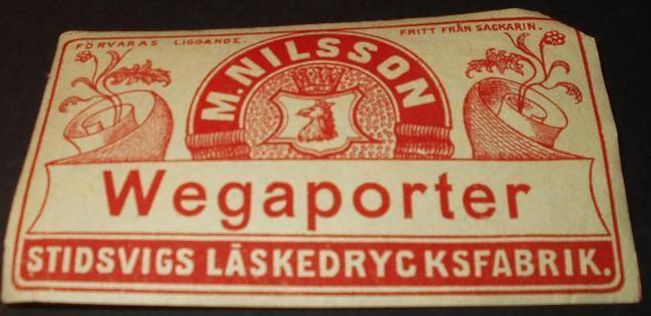 FÖRVARAS LIGGANDE.
FRITT FRÅN SACKARIN.
M. NILSSON
Wegaporter
STIDSVIGS LÄSKEDRYCKSFABRIK.